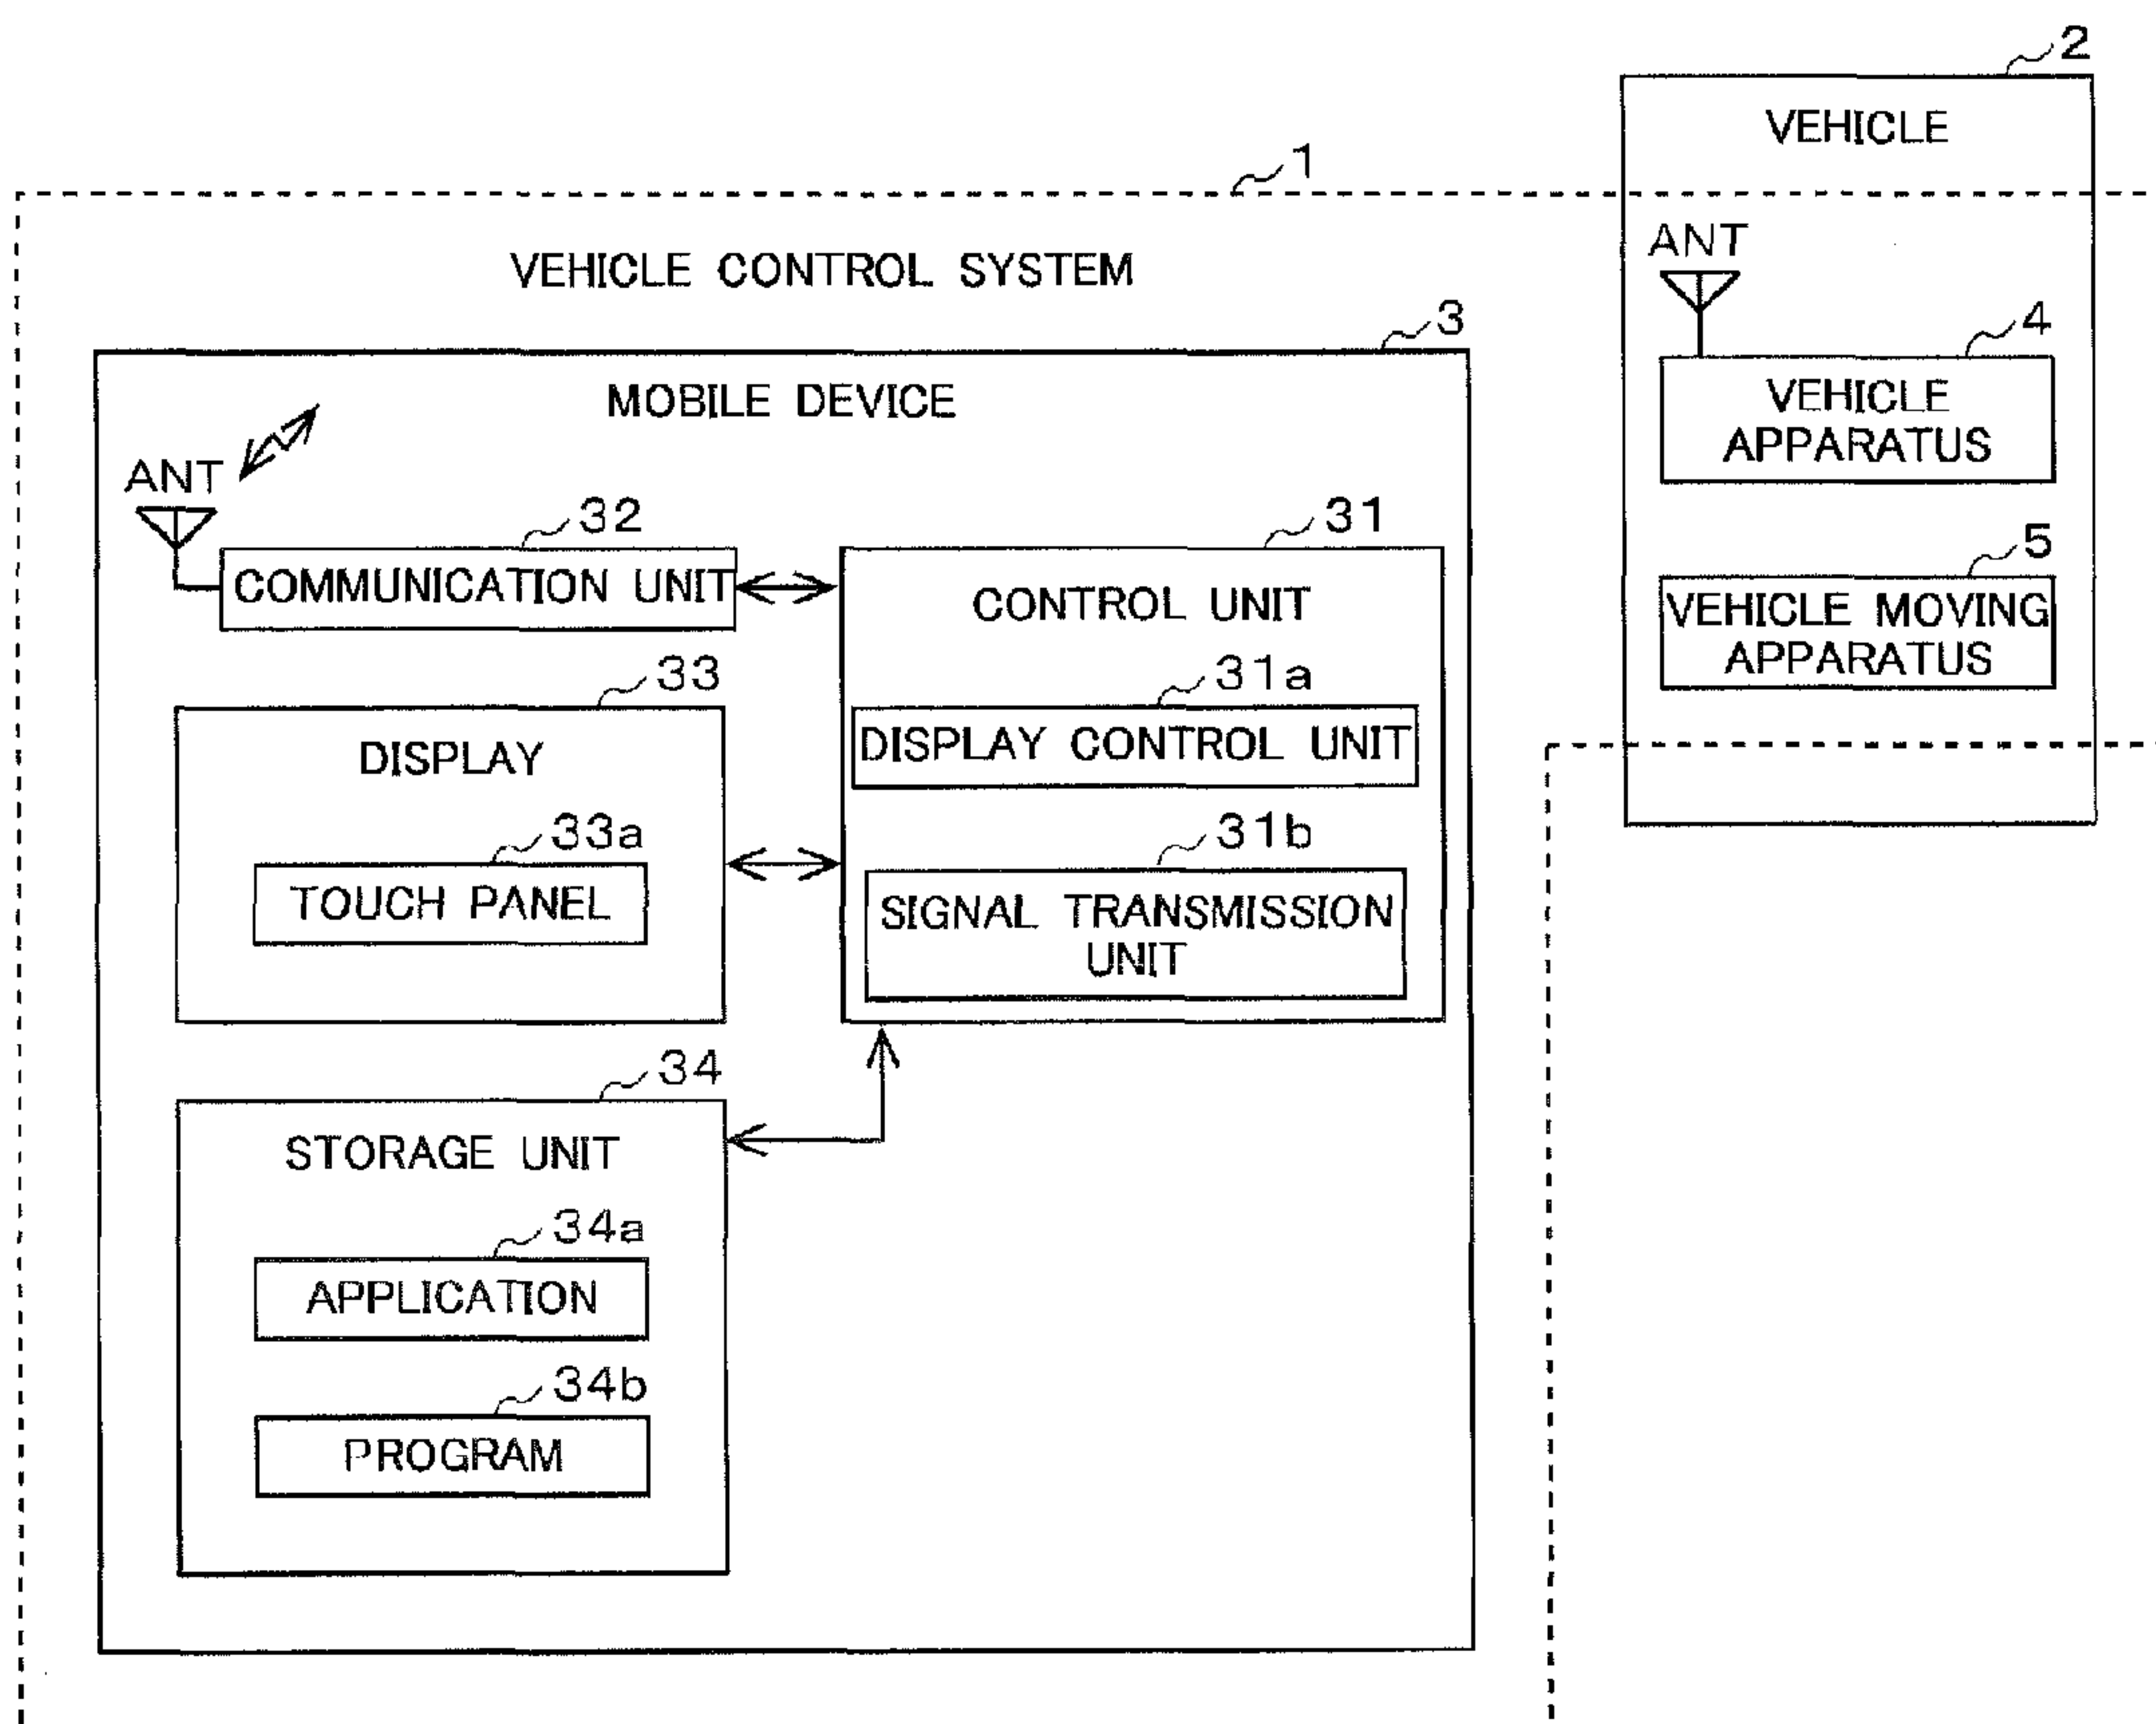 2
VEHICLE
1
ANT
VEHICLE CONTROL SYSTEM
3
4
MOBILE DEVICE
VEHICLE
APPARATUS
ANT
32
31
5
COMMUNICATION UNIT
CONTROL UNIT
VEHICLE MOVING
APPARATUS
33
31a
DISPLAY
DISPLAY CONTROL UNIT
33a
31b
TOUCH PANEL
SIGNAL TRANSMISSION
UNIT
34
STORAGE UNIT
34a
APPLICATION
34b
PROGRAM